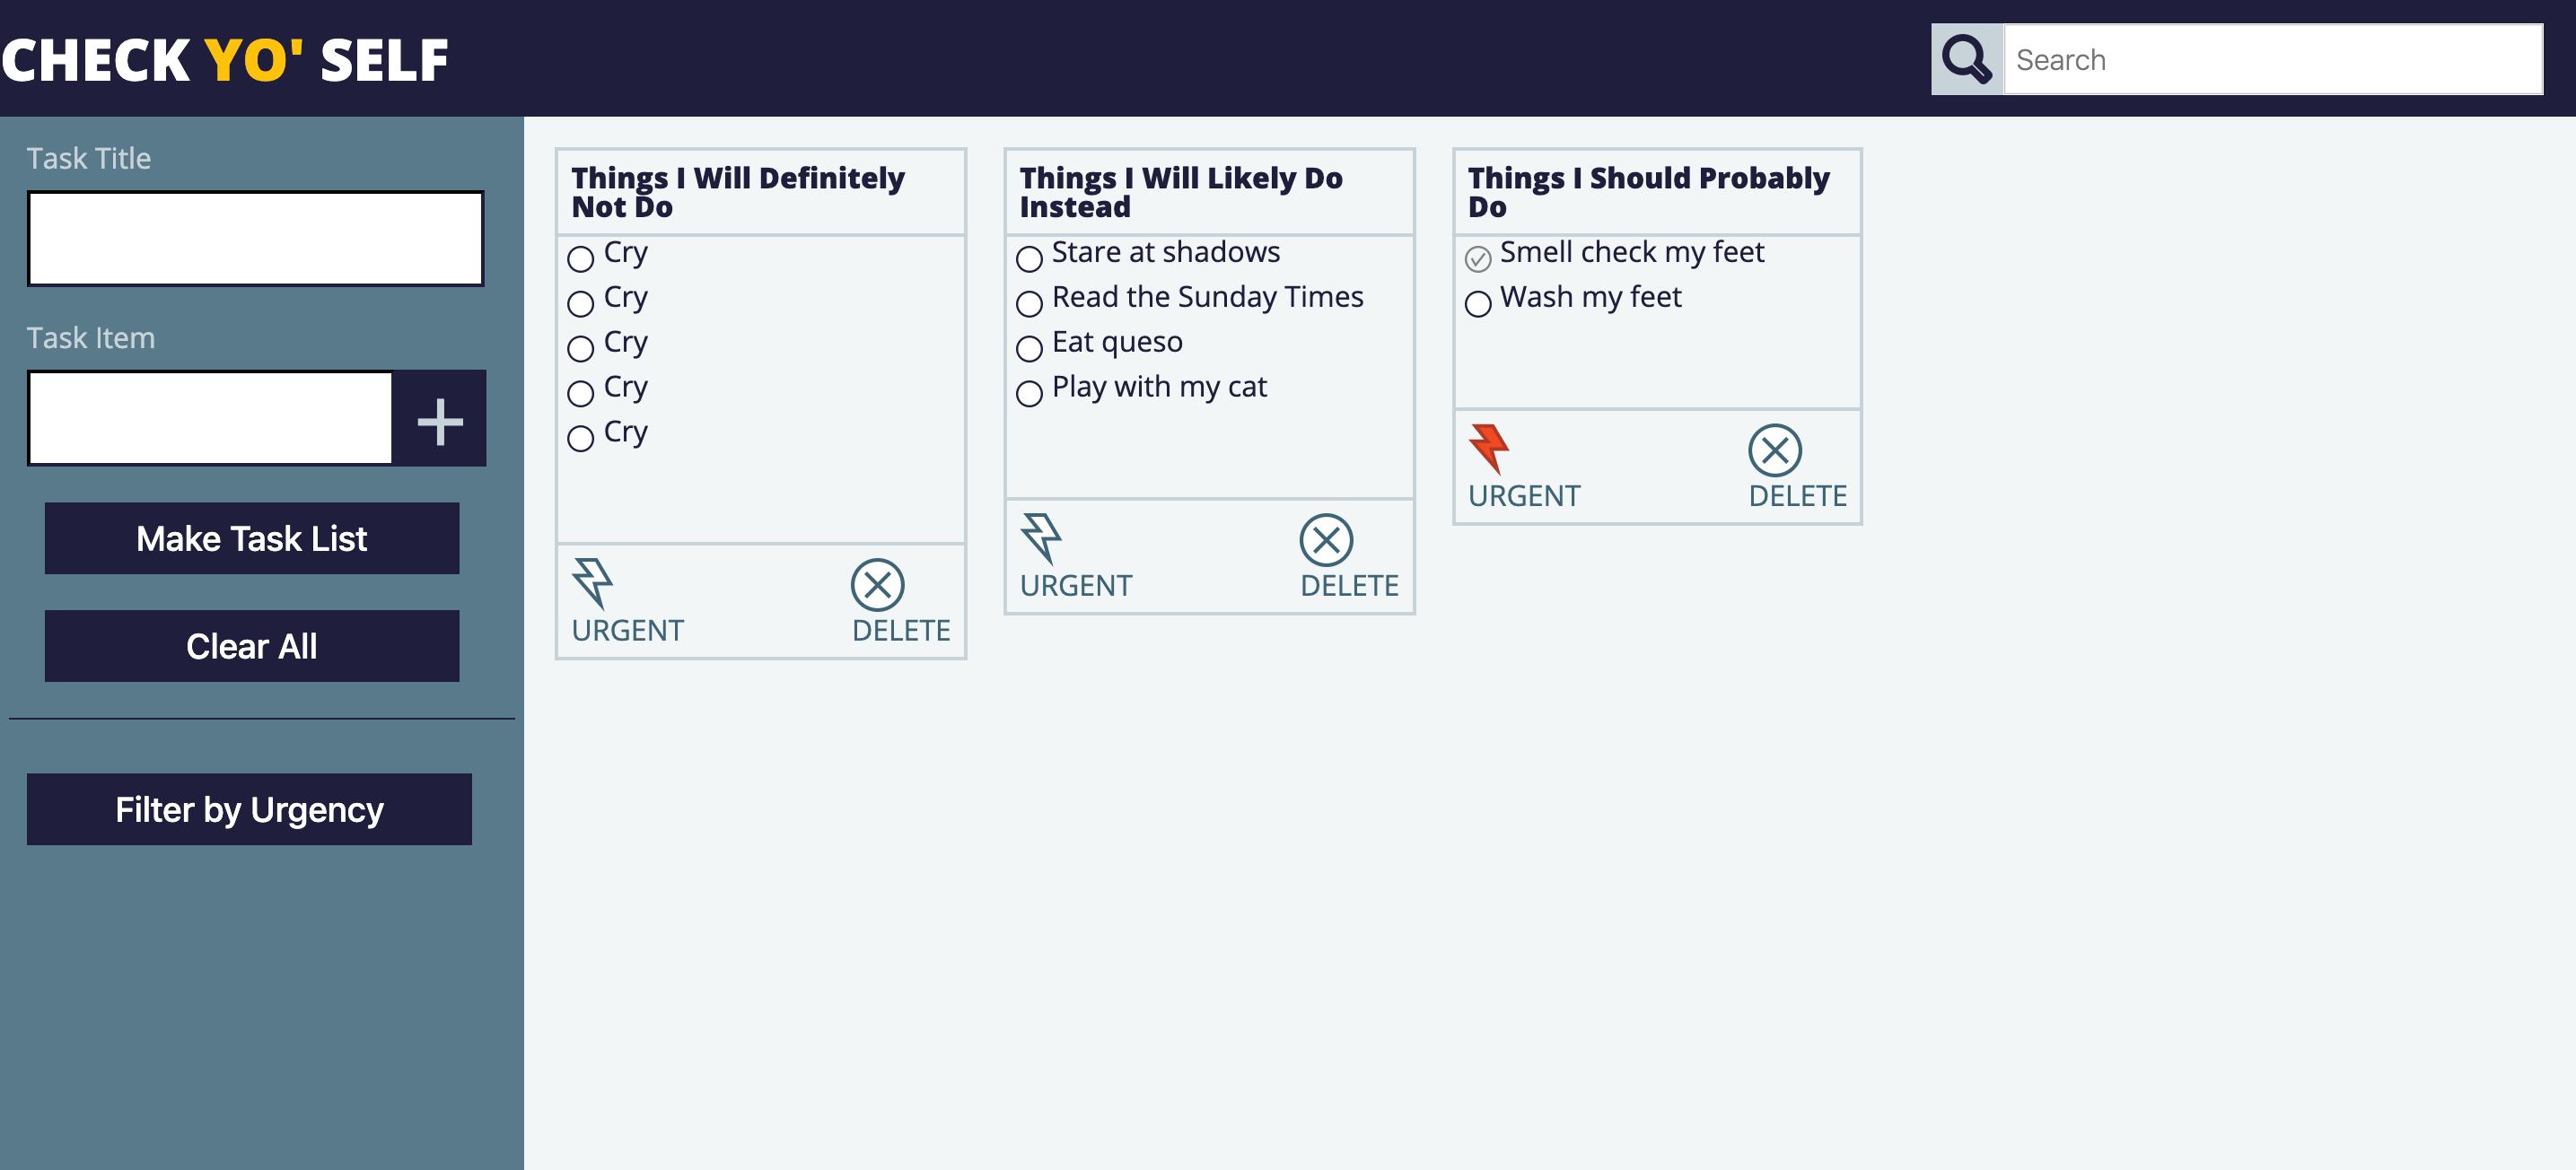 CHECK YO' SELF
Search
Task Title
Task Item
Make Task List
Clear All
Filter by Urgency
Things I Will Definitely
Not Do
Cry
Cry
Cry
Cry
Cry
URGENT
DELETE
Things I Will Likely Do
Instead
Stare at shadows
Read the Sunday Times
Eat queso
Play with my cat
URGENT
DELETE
Things I Should Probably
Do
Smell check my feet
Wash my feet
URGENT
DELETE